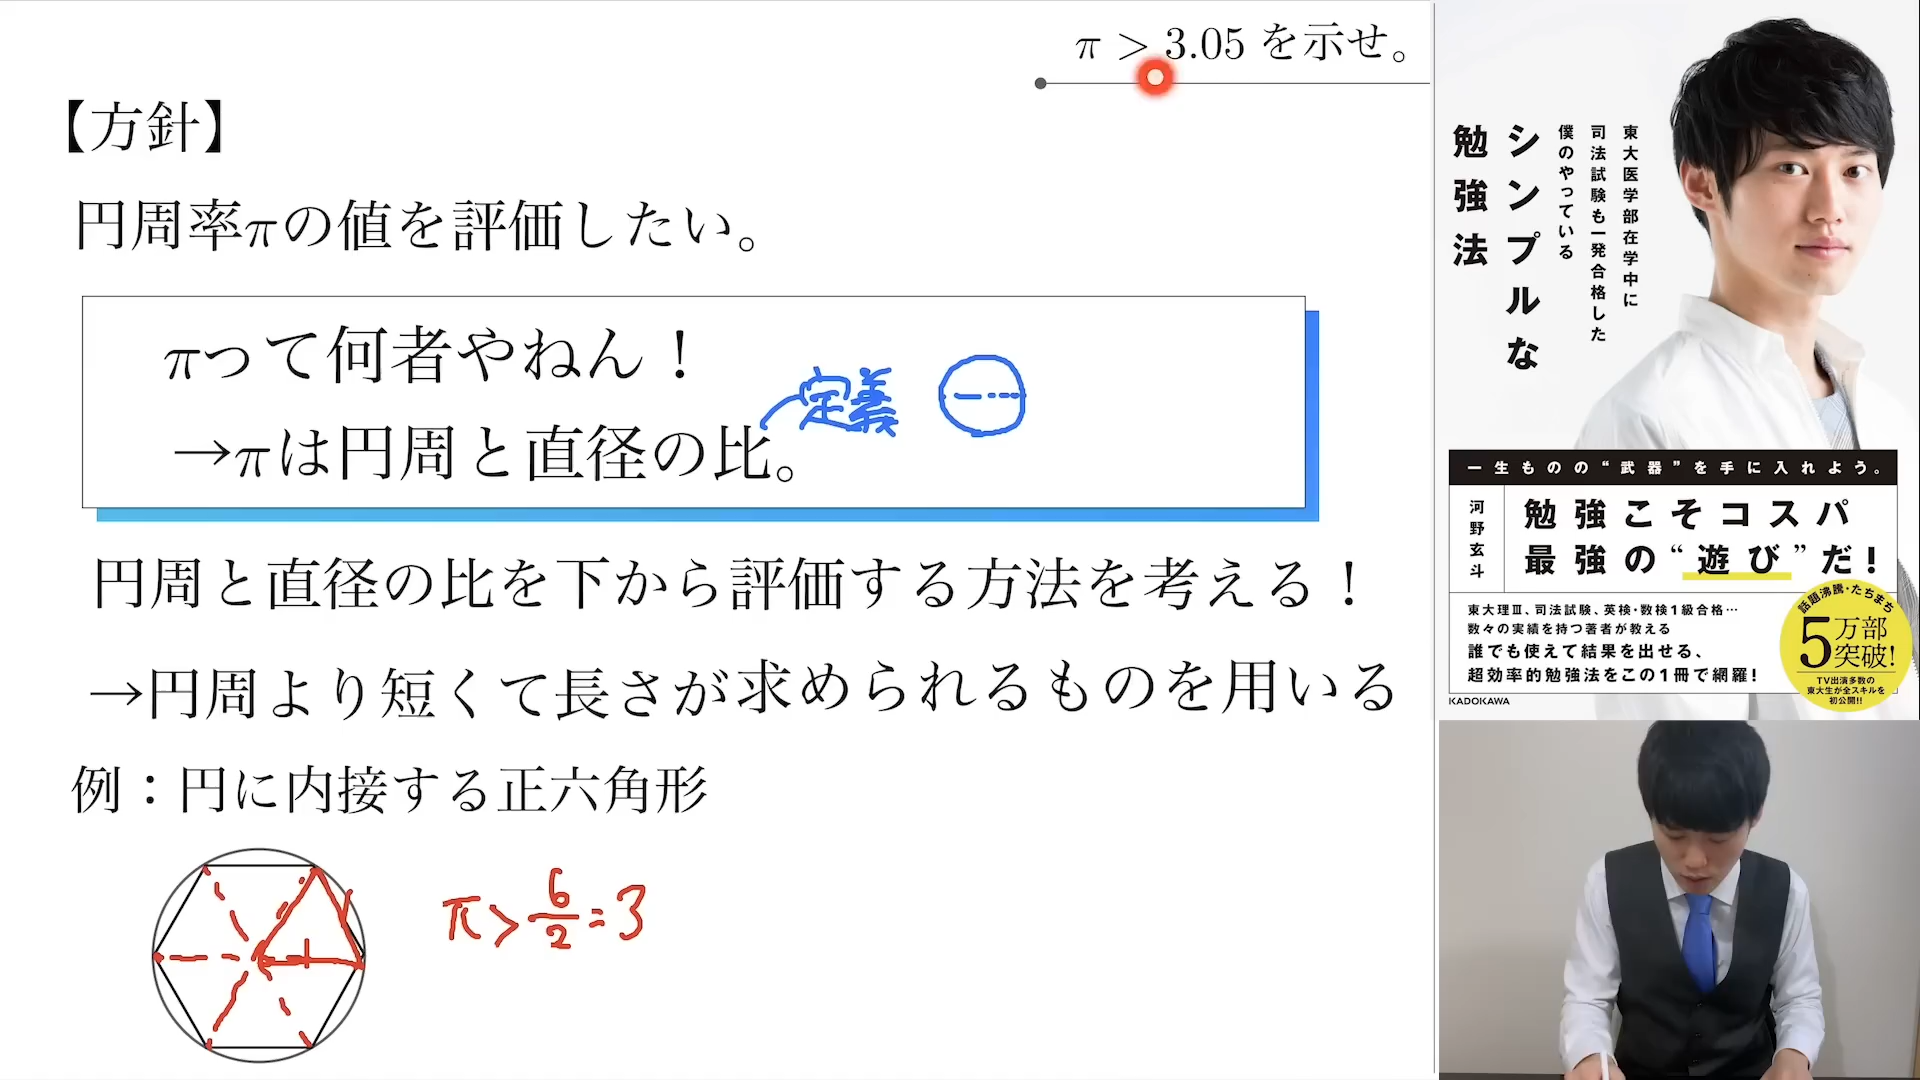 π > 3.05 を示せ。
【方針】
円周率πの値を評価したい。
πって何者やねん！
定義
→πは円周と直径の比。
円周と直径の比を下から評価する方法を考える！
→円周より短くて長さが求められるものを用いる
例：円に内接する正六角形
π > 6/2 = 3
東大医学部在学中に
司法試験も一発合格した
僕のやっている
シンプルな
勉強法
一生ものの“武器”を手に入れよう。
河野玄斗
勉強こそコスパ
最強の“遊び”だ！
東大理Ⅲ、司法試験、英検・数検1級合格…
数々の実績を持つ著者が教える
誰でも使えて結果を出せる、
超効率的勉強法をこの1冊で網羅！
KADOKAWA
話題沸騰・たちまち
5万部
突破！
TV出演多数の
東大生が全スキルを
初公開!!